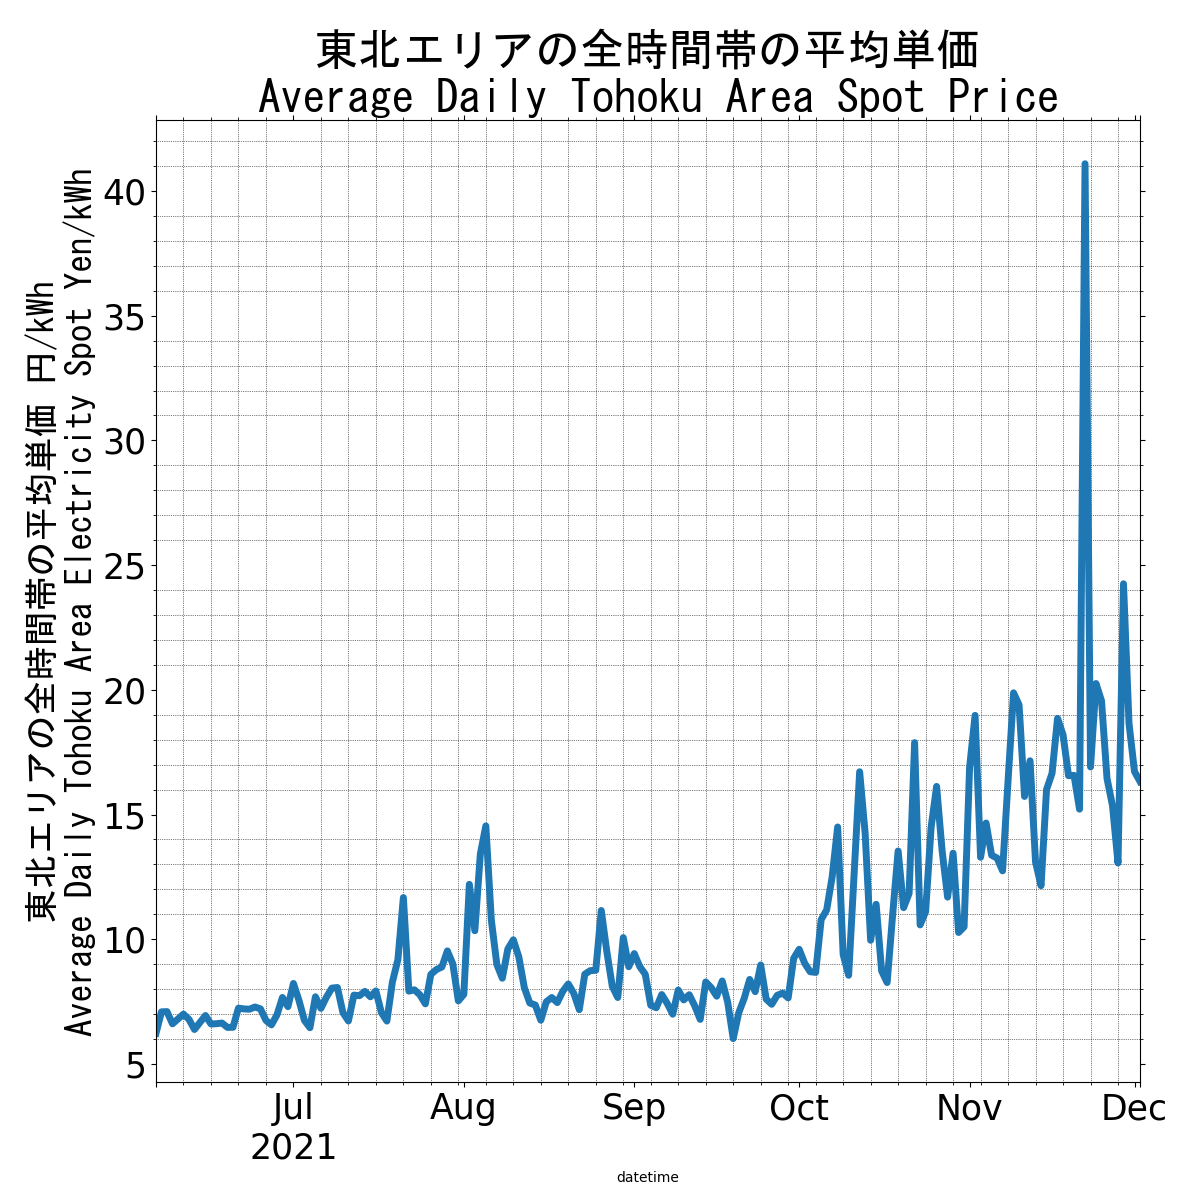 東北エリアの全時間帯の平均単価
Average Daily Tohoku Area Spot Price
東北エリアの全時間帯の平均単価 円/kWh
Average Daily Tohoku Area Electricity Spot Yen/kWh
40
35
30
25
20
15
10
5
Jul
2021
Aug
Sep
Oct
Nov
Dec
datetime